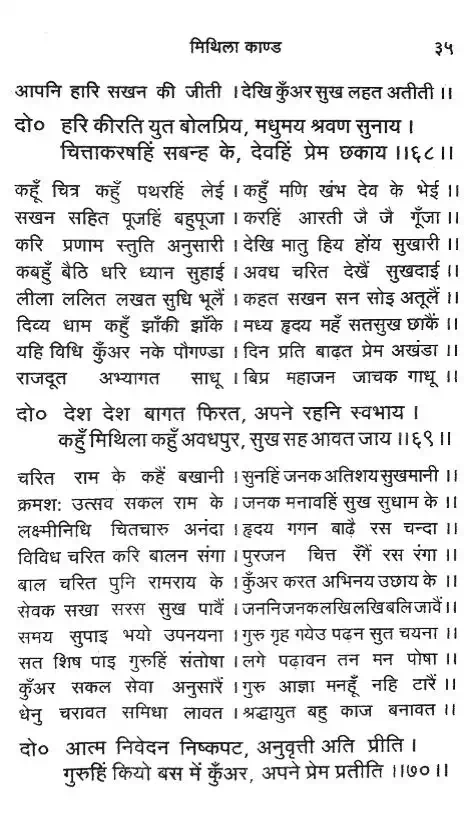 मिथिला काण्ड ३५
आपनि हारि सखन की जीती । देखि कुँअर सुख लहत अतीती ।।
दो० हरि कीरति युत बोलप्रिय, मधुमय श्रवण सुनाय ।
चित्ताकरषहिं सबन्ह के, देवहिं प्रेम छकाय ।।६८।।
कहूँ चित्र कहुँ पथरहिं लेई । कहुँ मणि खंभ देव के भेई ।।
सखन सहित पूजहिं बहुपूजा । करहिं आरती जै जै गूँजा ।।
करि प्रणाम स्तुति अनुसारी । देखि मातु हिय होंय सुखारी ।।
कबहुँ बैठि धरि ध्यान सुहाई । अवध चरित देखैं सुखदाई ।।
लीला ललित लखत सुधि भूलैं । कहत सखन सन सोइ अतूलैं ।।
दिव्य धाम कहुँ झाँकी झाँके । मध्य हृदय महँ सतसुख छाकैं ।।
यहि विधि कुँअर नके पौगण्डा । दिन प्रति बाढ़त प्रेम अखंडा ।।
राजदूत अभ्यागत साधू । बिप्र महाजन जाचक गाधू ।।
दो० देश देश बागत फिरत, अपने रहनि स्वभाय ।
कहुँ मिथिला कहुँ अवधपुर, सुख सह आवत जाय ।।६९।।
चरित राम के कहैं बखानी । सुनहिं जनक अतिशय सुखमानी ।।
क्रमशः उत्सव सकल राम के । जनक मनावहिं सुख सुधाम के ।।
लक्ष्मीनिधि चितचारु अनंदा । हृदय गगन बाढ़ै रस चन्दा ।।
विविध चरित करि बालन संगा । पुरजन चित्त रँगैं रस रंगा ।।
बाल चरित पुनि रामराय के । कुँअर करत अभिनय उछाय के ।।
सेवक सखा सरस सुख पावैं । जननि जनक लखि लखि बलि जावैं ।।
समय सुपाइ भयो उपनयना । गुरु गृह गयेउ पढ़न सुत चयना ।।
सत शिष पाइ गुरुहिं संतोषा । लगे पढ़ावन तन मन पोषा ।।
कुँअर सकल सेवा अनुसारैं । गुरु आज्ञा मनहूँ नहि टारैं ।।
धेनु चरावत समिधा लावत । श्रद्धायुत बहु काज बनावत ।।
दो० आत्म निवेदन निष्कपट, अनुवृत्ती अति प्रीति ।
गुरुहिं कियो बस में कुँअर, अपने प्रेम प्रतीति ।।७०।।